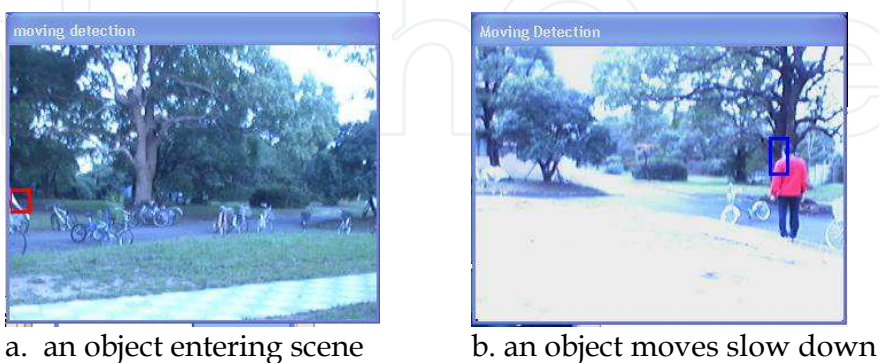 moving detection
Moving Detection
a. an object entering scene
b. an object moves slow down